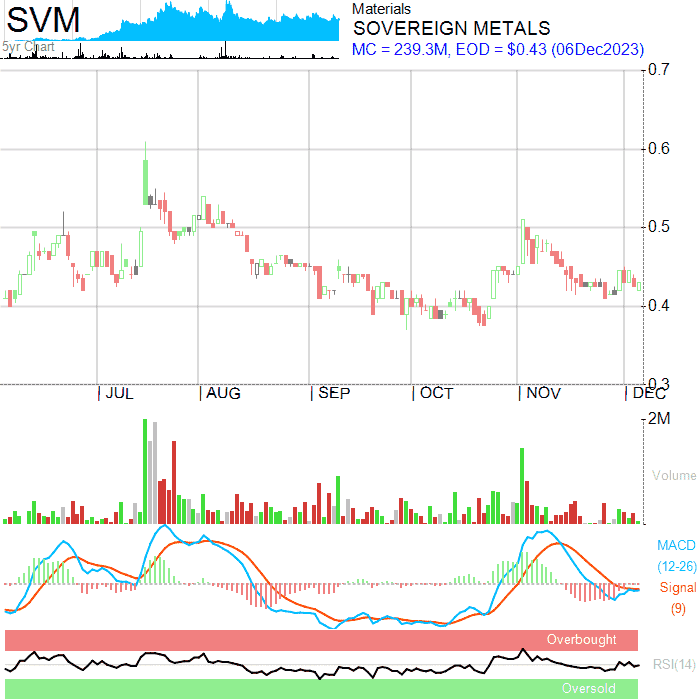 SVM
5yr Chart
Materials
SOVEREIGN METALS
MC = 239.3M, EOD = $0.43 (06Dec2023)
0.7
0.6
0.5
0.4
0.3
JUL
AUG
SEP
OCT
NOV
DEC
2M
Volume
MACD
(12-26)
Signal
(9)
Overbought
RSI(14)
Oversold